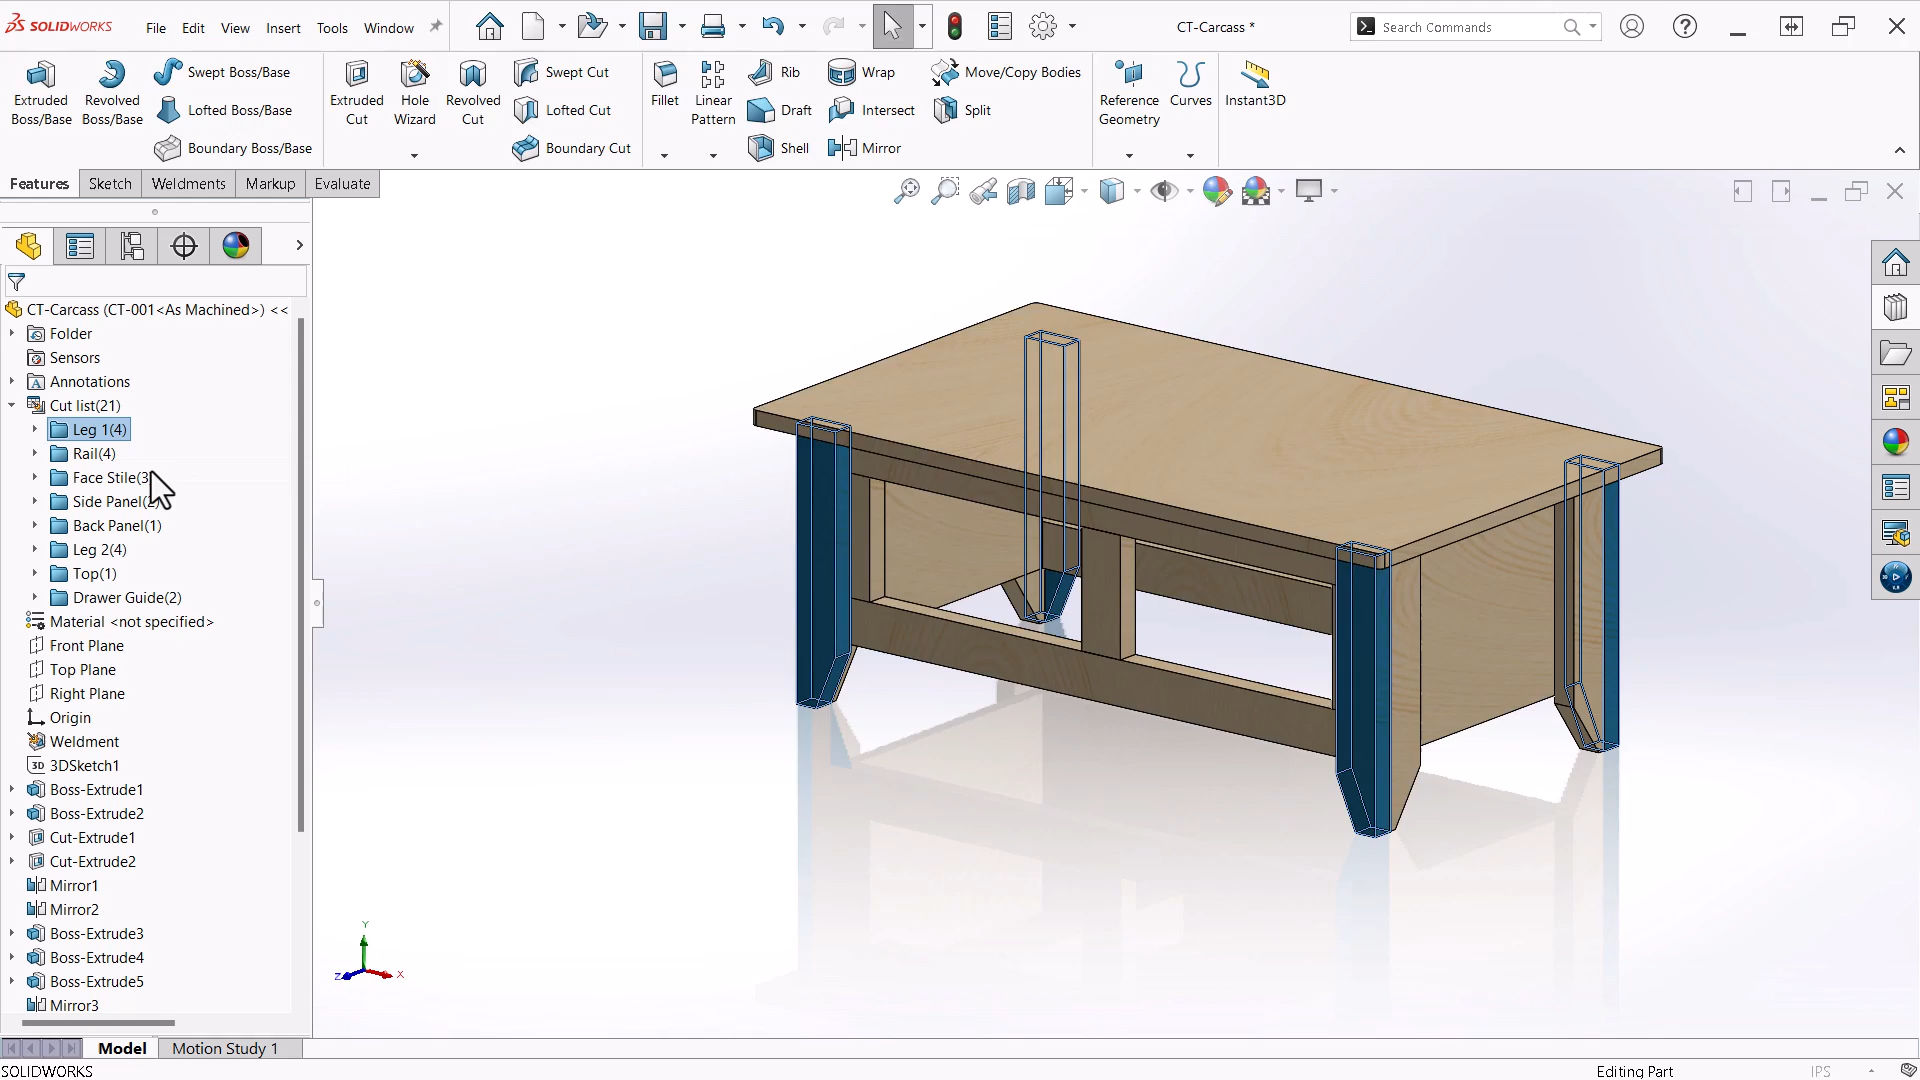 SOLIDWORKS
File Edit View Insert Tools Window
CT-Carcass *
Search Commands
Extruded Boss/Base
Revolved Boss/Base
Swept Boss/Base
Lofted Boss/Base
Boundary Boss/Base
Extruded Cut
Hole Wizard
Revolved Cut
Swept Cut
Lofted Cut
Boundary Cut
Fillet
Linear Pattern
Rib
Draft
Shell
Wrap
Intersect
Mirror
Move/Copy Bodies
Split
Reference Geometry
Curves
Instant3D
Features Sketch Weldments Markup Evaluate
CT-Carcass (CT-001<As Machined>) <<
Folder
Sensors
Annotations
Cut list(21)
Leg 1(4)
Rail(4)
Face Stile(3
Side Panel(2)
Back Panel(1)
Leg 2(4)
Top(1)
Drawer Guide(2)
Material <not specified>
Front Plane
Top Plane
Right Plane
Origin
Weldment
3D 3DSketch1
Boss-Extrude1
Boss-Extrude2
Cut-Extrude1
Cut-Extrude2
Mirror1
Mirror2
Boss-Extrude3
Boss-Extrude4
Boss-Extrude5
Mirror3
Y
Z X
Model Motion Study 1
SOLIDWORKS
Editing Part
IPS